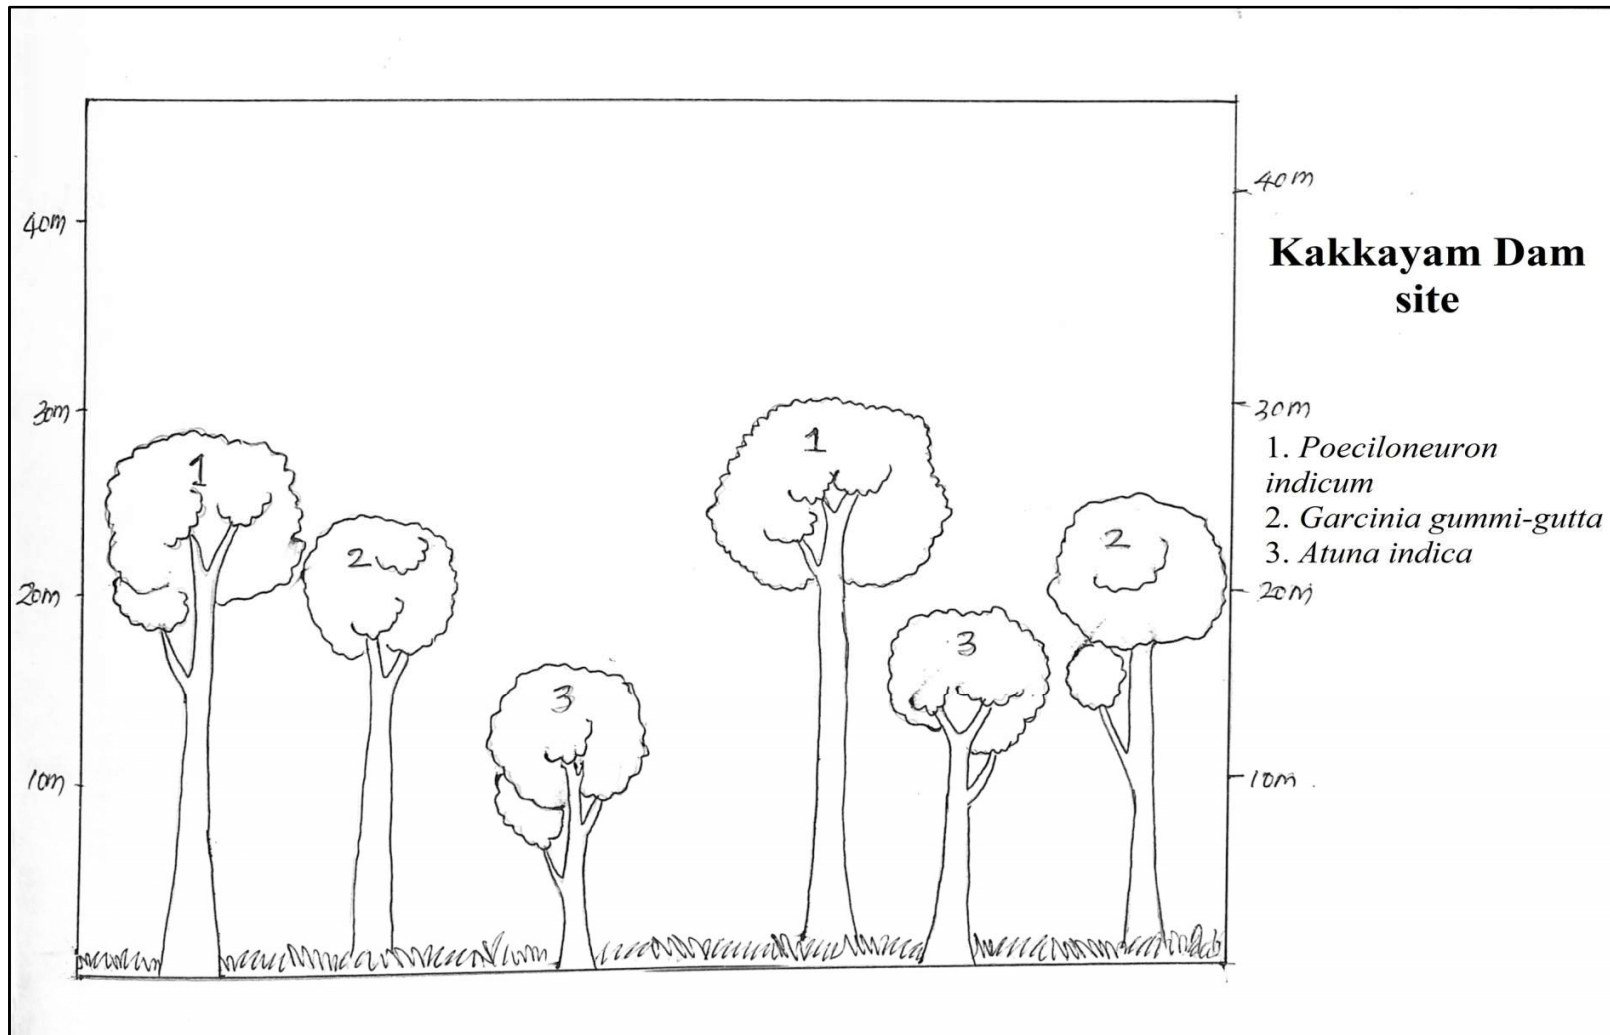 40m
30m
20m
10m
1
2
3
1
3
2
40m
30m
20m
10m
Kakkayam Dam
site
1. Poeciloneuron
indicum
2. Garcinia gummi-gutta
3. Atuna indica